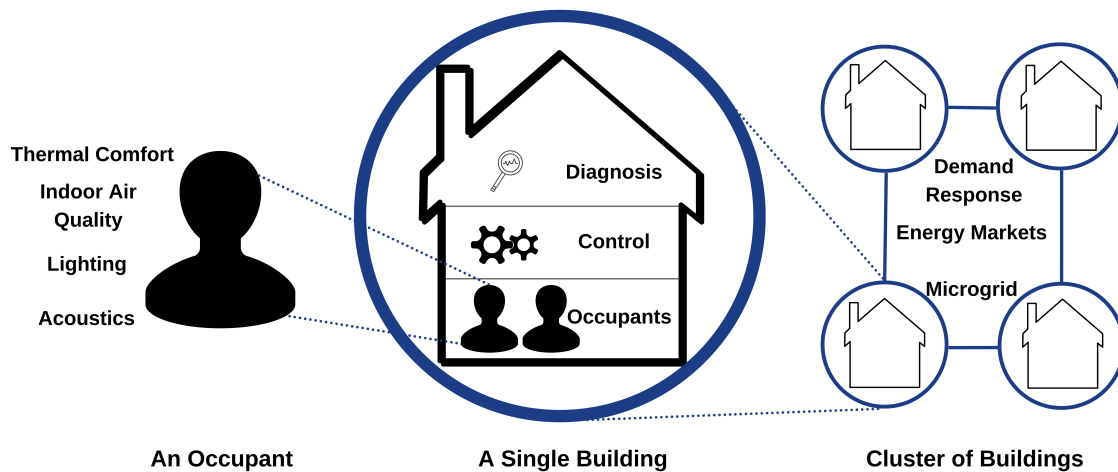 Thermal Comfort
Indoor Air
Quality
Lighting
Acoustics
An Occupant
Diagnosis
Control
Occupants
A Single Building
Demand
Response
Energy Markets
Microgrid
Cluster of Buildings